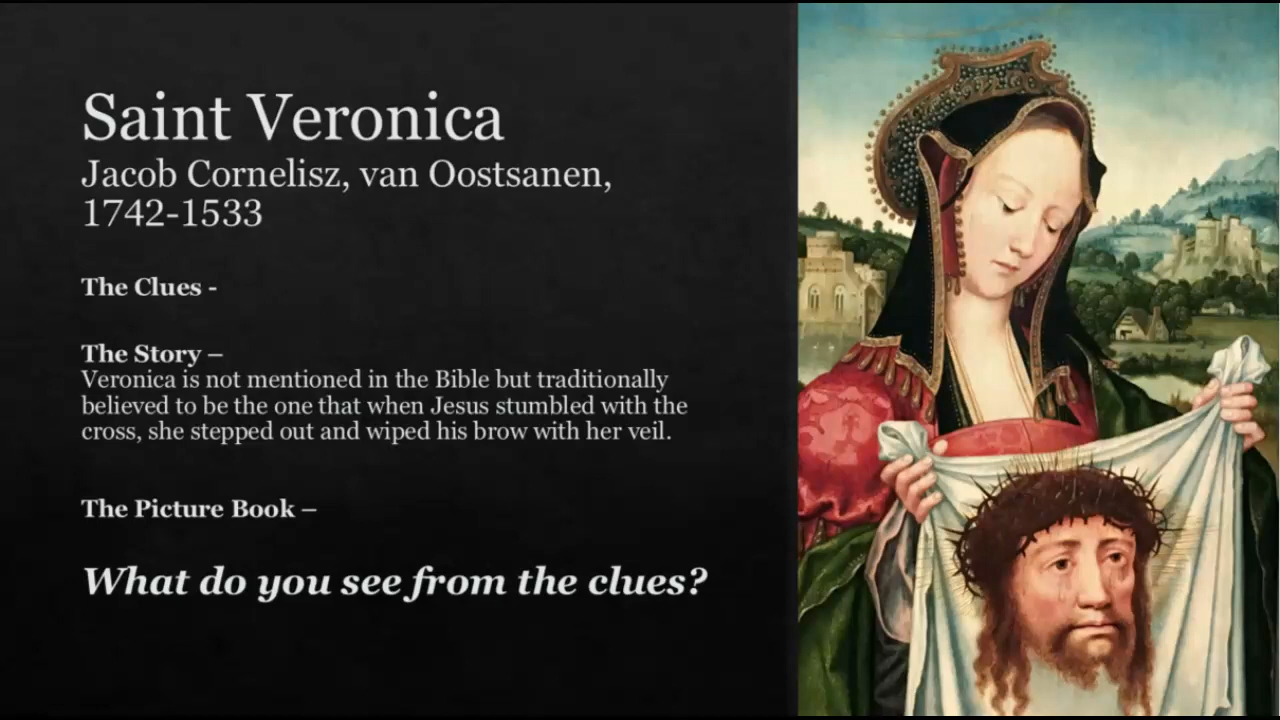 Saint Veronica
Jacob Cornelisz, van Oostsanen,
1742-1533
The Clues -
The Story –
Veronica is not mentioned in the Bible but traditionally
believed to be the one that when Jesus stumbled with the
cross, she stepped out and wiped his brow with her veil.
The Picture Book –
What do you see from the clues?